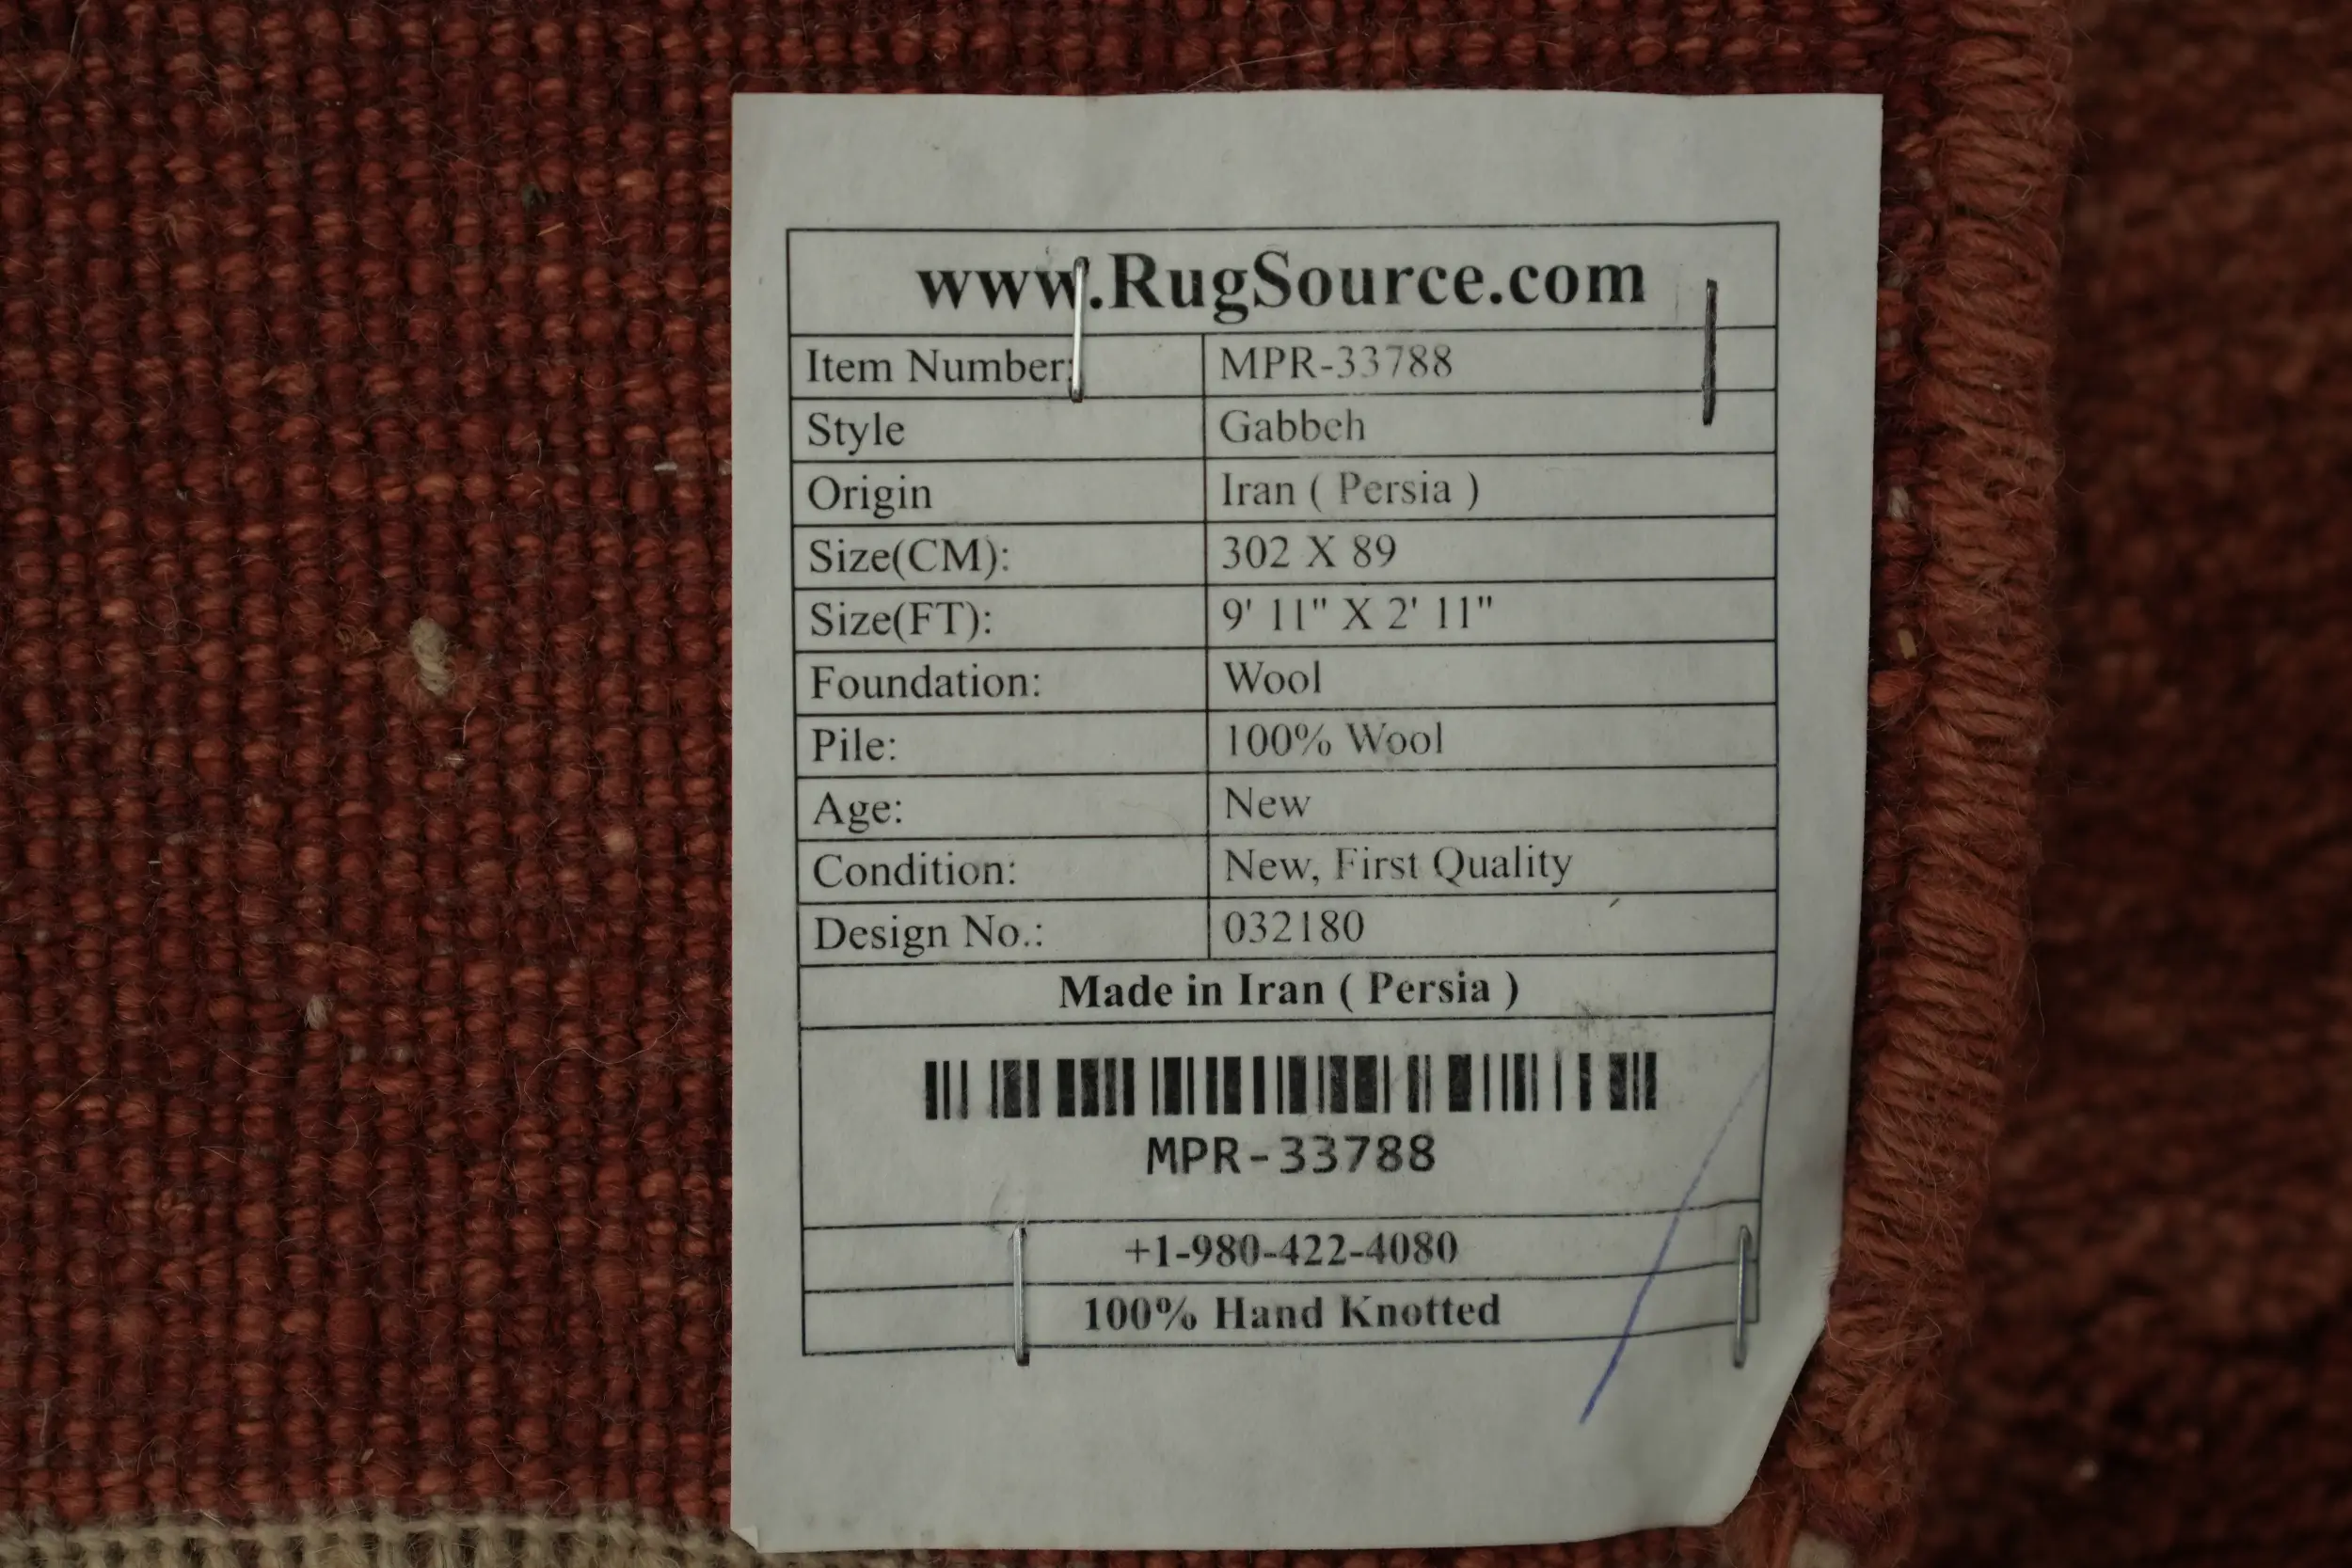 www.RugSource.com
Item Number: MPR-33788
Style Gabbeh
Origin Iran ( Persia )
Size(CM): 302 X 89
Size(FT): 9' 11" X 2' 11"
Foundation: Wool
Pile: 100% Wool
Age: New
Condition: New, First Quality
Design No.: 032180
Made in Iran ( Persia )
MPR-33788
+1-980-422-4080
100% Hand Knotted